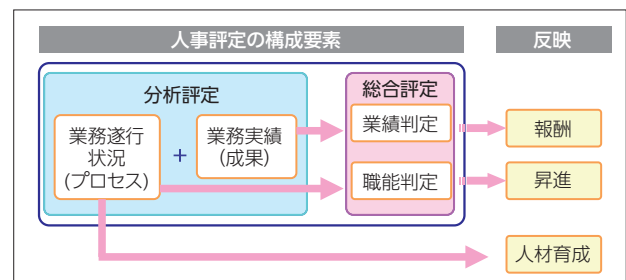 人事評定の構成要素
反映
分析評定
業務遂行
状況
(プロセス)
+
業務実績
(成果)
総合評定
業績判定
職能判定
報酬
昇進
人材育成